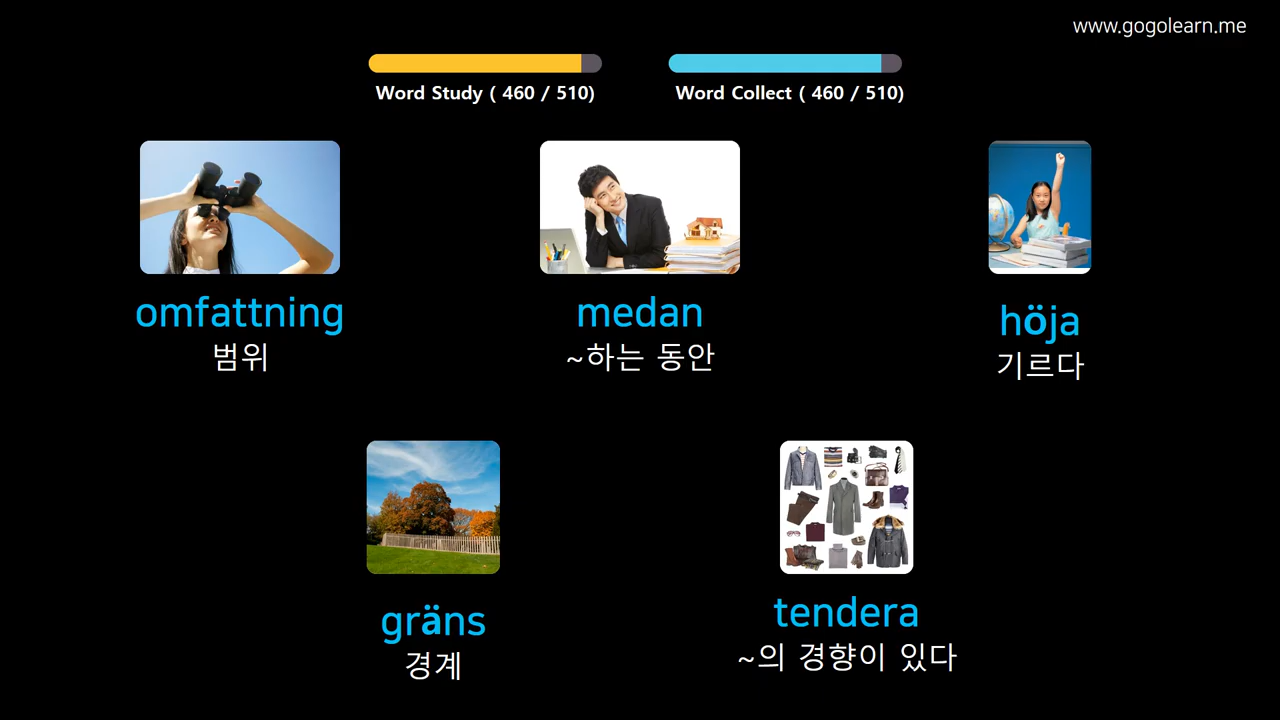 www.gogolearn.me
Word Study ( 460 / 510)
Word Collect ( 460 / 510)
omfattning
범위
medan
~하는 동안
höja
기르다
gräns
경계
tendera
~의 경향이 있다